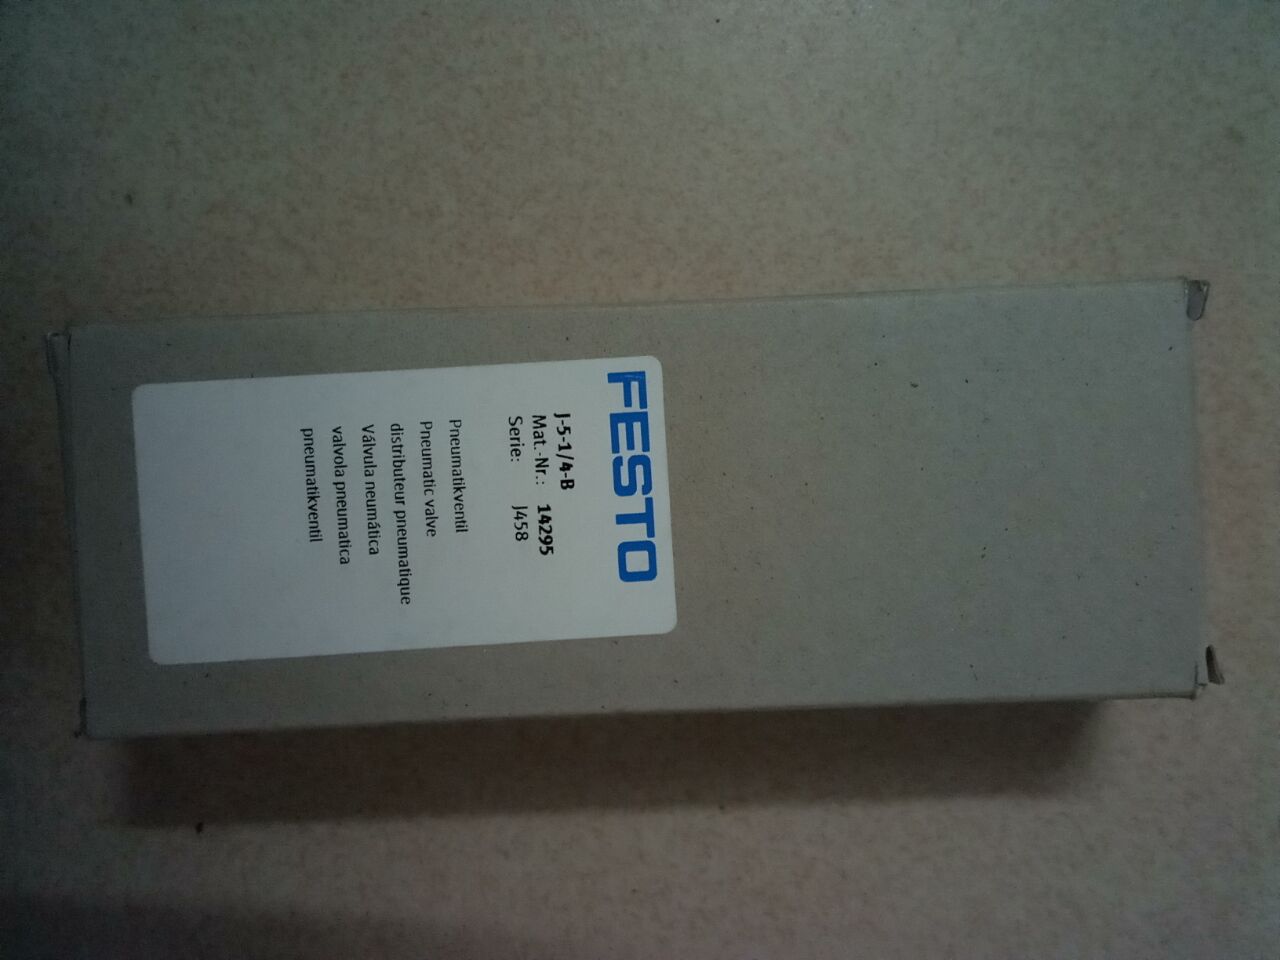 FESTO
J-5-1/4-B
Mat.-Nr.: 14295
Serie: J458
Pneumatikventil
Pneumatic valve
distributeur pneumatique
Válvula neumática
valvola pneumatica
pneumatikventil